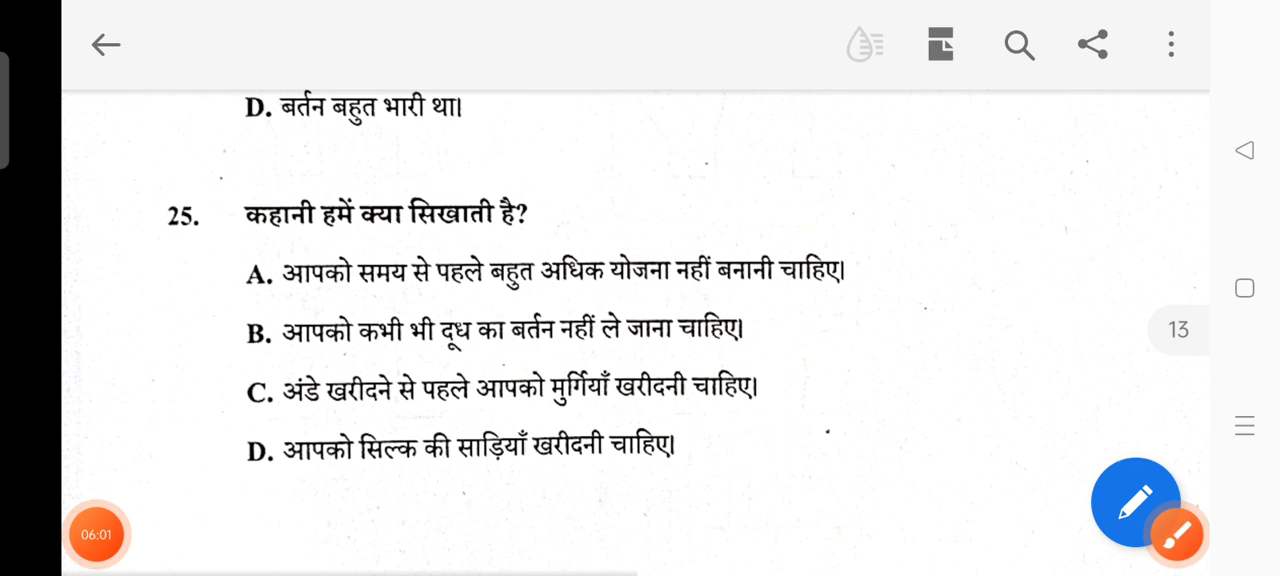 D. बर्तन बहुत भारी था।
25. कहानी हमें क्या सिखाती है?
A. आपको समय से पहले बहुत अधिक योजना नहीं बनानी चाहिए।
B. आपको कभी भी दूध का बर्तन नहीं ले जाना चाहिए।
13
C. अंडे खरीदने से पहले आपको मुर्गियाँ खरीदनी चाहिए।
D. आपको सिल्क की साड़ियाँ खरीदनी चाहिए।
06:01